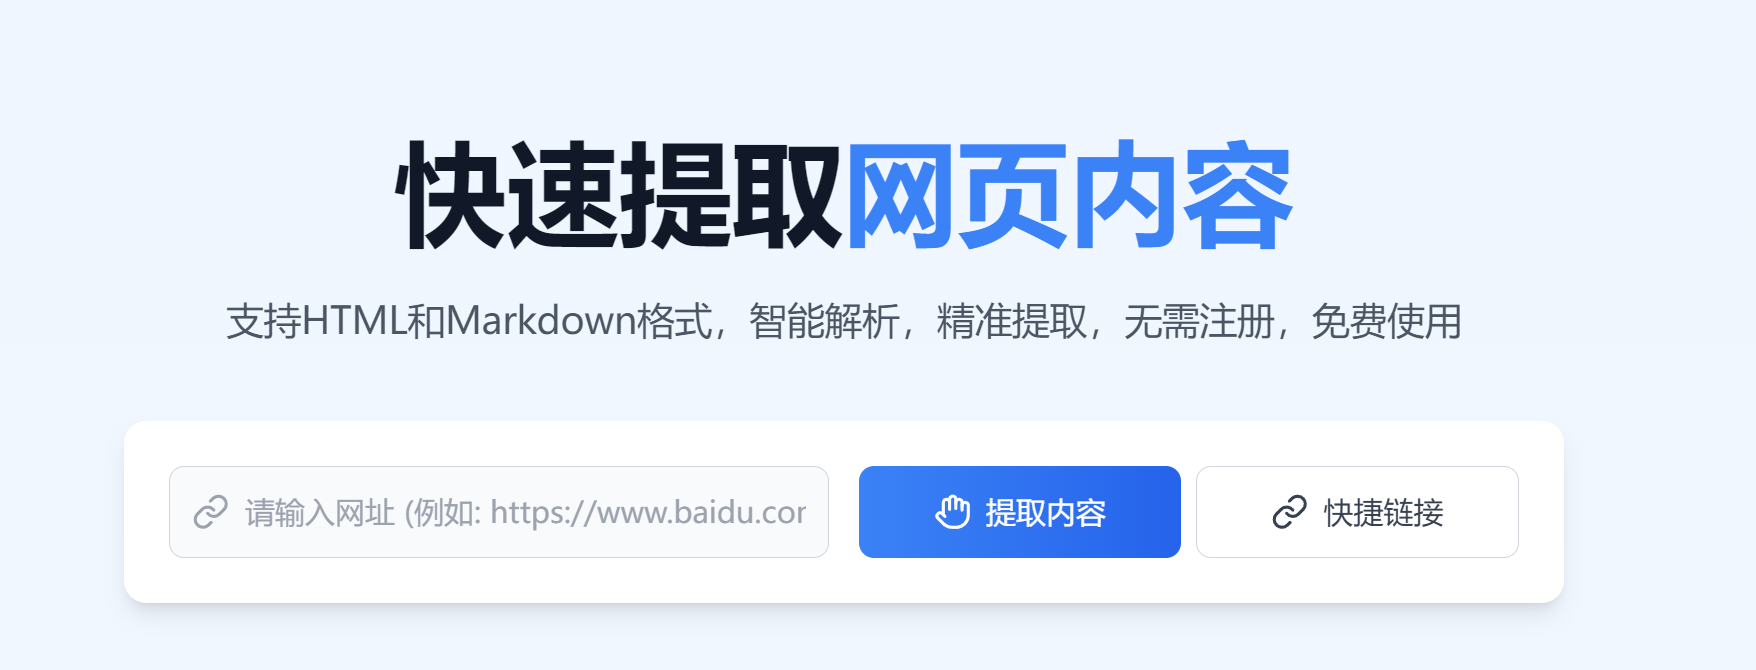 快速提取网页内容
支持HTML和Markdown格式，智能解析，精准提取，无需注册，免费使用
请输入网址 (例如: https://www.baidu.cor
提取内容
快捷链接